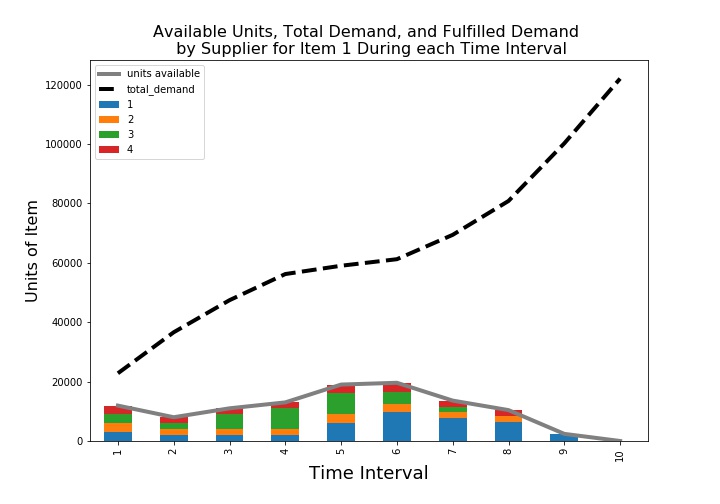 Available Units, Total Demand, and Fulfilled Demand
by Supplier for Item 1 During each Time Interval
units available
total_demand
1
2
3
4
120000
100000
80000
60000
40000
20000
0
Units of Item
1 2 3 4 5 6 7 8 9 10
Time Interval